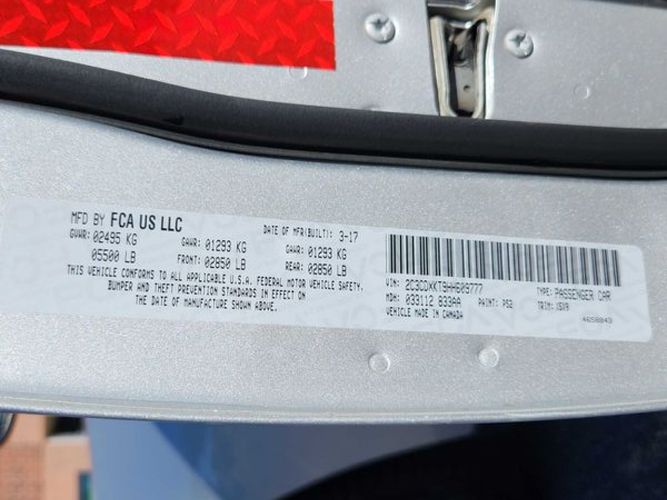 MFD BY FCA US LLC
DATE OF MFR(BUILT): 3-17
GVWR: 02495 KG
GAWR: 01293 KG
GAWR: 01293 KG
05500 LB
FRONT: 02850 LB
REAR: 02850 LB
THIS VEHICLE CONFORMS TO ALL APPLICABLE U.S.A. FEDERAL MOTOR VEHICLE SAFETY,
BUMPER AND THEFT PREVENTION STANDARDS IN EFFECT ON
THE DATE OF MANUFACTURE SHOWN ABOVE.
VIN: 2C3CDXKT9HH609777
TYPE: PASSENGER CAR
MDH: 033112 833AA
PAINT: PS2
TRIM: XSX9
VEHICLE MADE IN CANADA